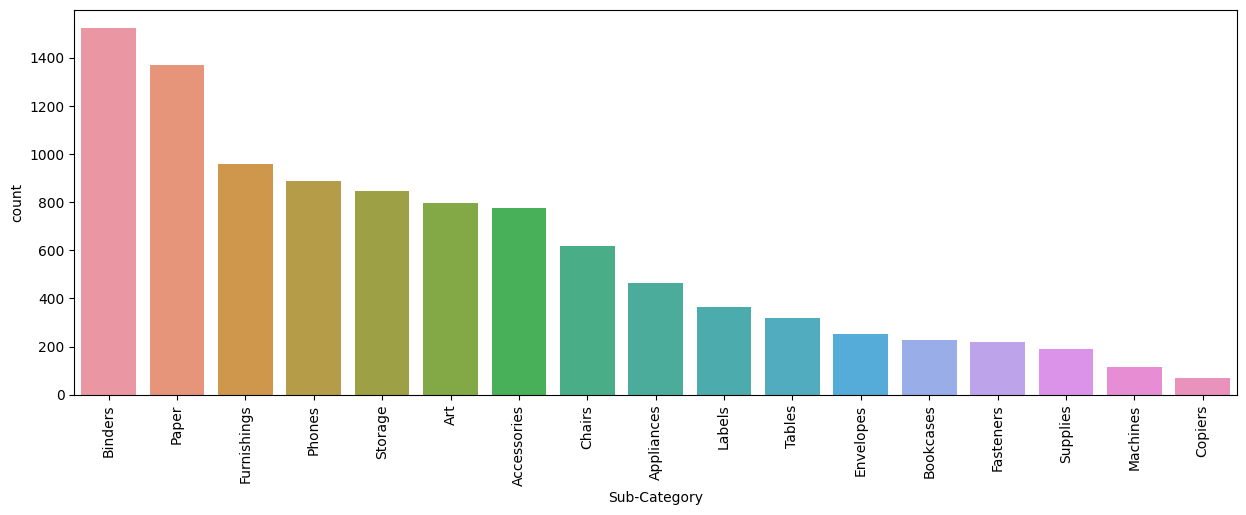 1400
1200
1000
800
600
400
200
0
count
Binders
Paper
Furnishings
Phones
Storage
Art
Accessories
Chairs
Appliances
Labels
Tables
Envelopes
Bookcases
Fasteners
Supplies
Machines
Copiers
Sub-Category